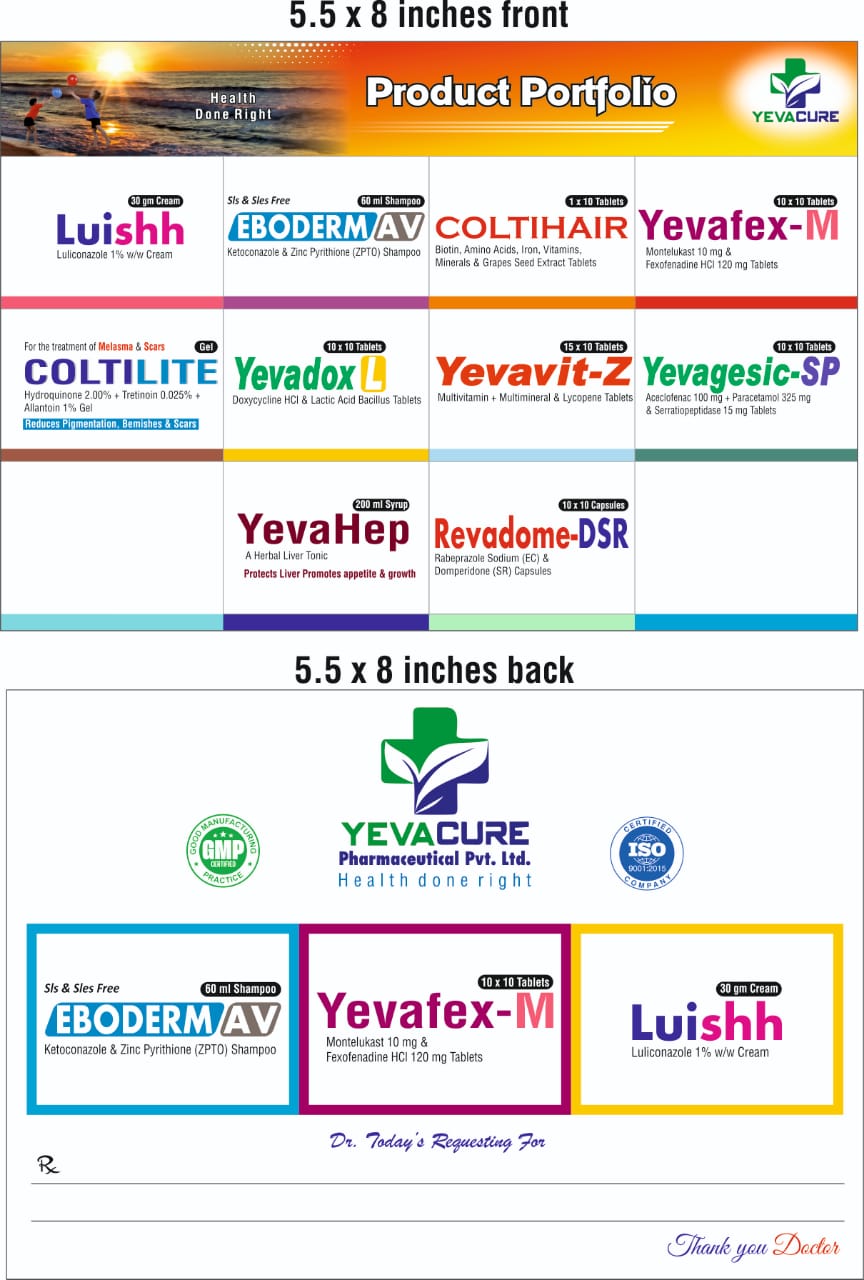 5.5 x 8 inches front
Health
Done Right
Product Portfolio
YEVACURE
30 gm Cream
Luishh
Luliconazole 1% w/w Cream
Sls & Sles Free
60 ml Shampoo
EBODERM AV
Ketoconazole & Zinc Pyrithione (ZPTO) Shampoo
1 x 10 Tablets
COLTIHAIR
Biotin, Amino Acids, Iron, Vitamins,
Minerals & Grapes Seed Extract Tablets
10 x 10 Tablets
Yevafex-M
Montelukast 10 mg &
Fexofenadine HCl 120 mg Tablets
For the treatment of Melasma & Scars
Gel
COLTILITE
Hydroquinone 2.00% + Tretinoin 0.025% +
Allantoin 1% Gel
Reduces Pigmentation, Bemishes & Scars
10 x 10 Tablets
Yevadox L
Doxycycline HCl & Lactic Acid Bacillus Tablets
15 x 10 Tablets
Yevavit-Z
Multivitamin + Multimineral & Lycopene Tablets
10 x 10 Tablets
Yevagesic-SP
Aceclofenac 100 mg + Paracetamol 325 mg
& Serratiopeptidase 15 mg Tablets
200 ml Syrup
YevaHep
A Herbal Liver Tonic
Protects Liver Promotes appetite & growth
10 x 10 Capsules
Revadome-DSR
Rabeprazole Sodium (EC) &
Domperidone (SR) Capsules
5.5 x 8 inches back
GOOD MANUFACTURING
GMP
CERTIFIED
PRACTICE
YEVACURE
Pharmaceutical Pvt. Ltd.
Health done right
CERTIFIED
ISO
9001:2015
COMPANY
Sls & Sles Free
60 ml Shampoo
EBODERM AV
Ketoconazole & Zinc Pyrithione (ZPTO) Shampoo
10 x 10 Tablets
Yevafex-M
Montelukast 10 mg &
Fexofenadine HCl 120 mg Tablets
30 gm Cream
Luishh
Luliconazole 1% w/w Cream
Dr. Today's Requesting For
℞
Thank you Doctor